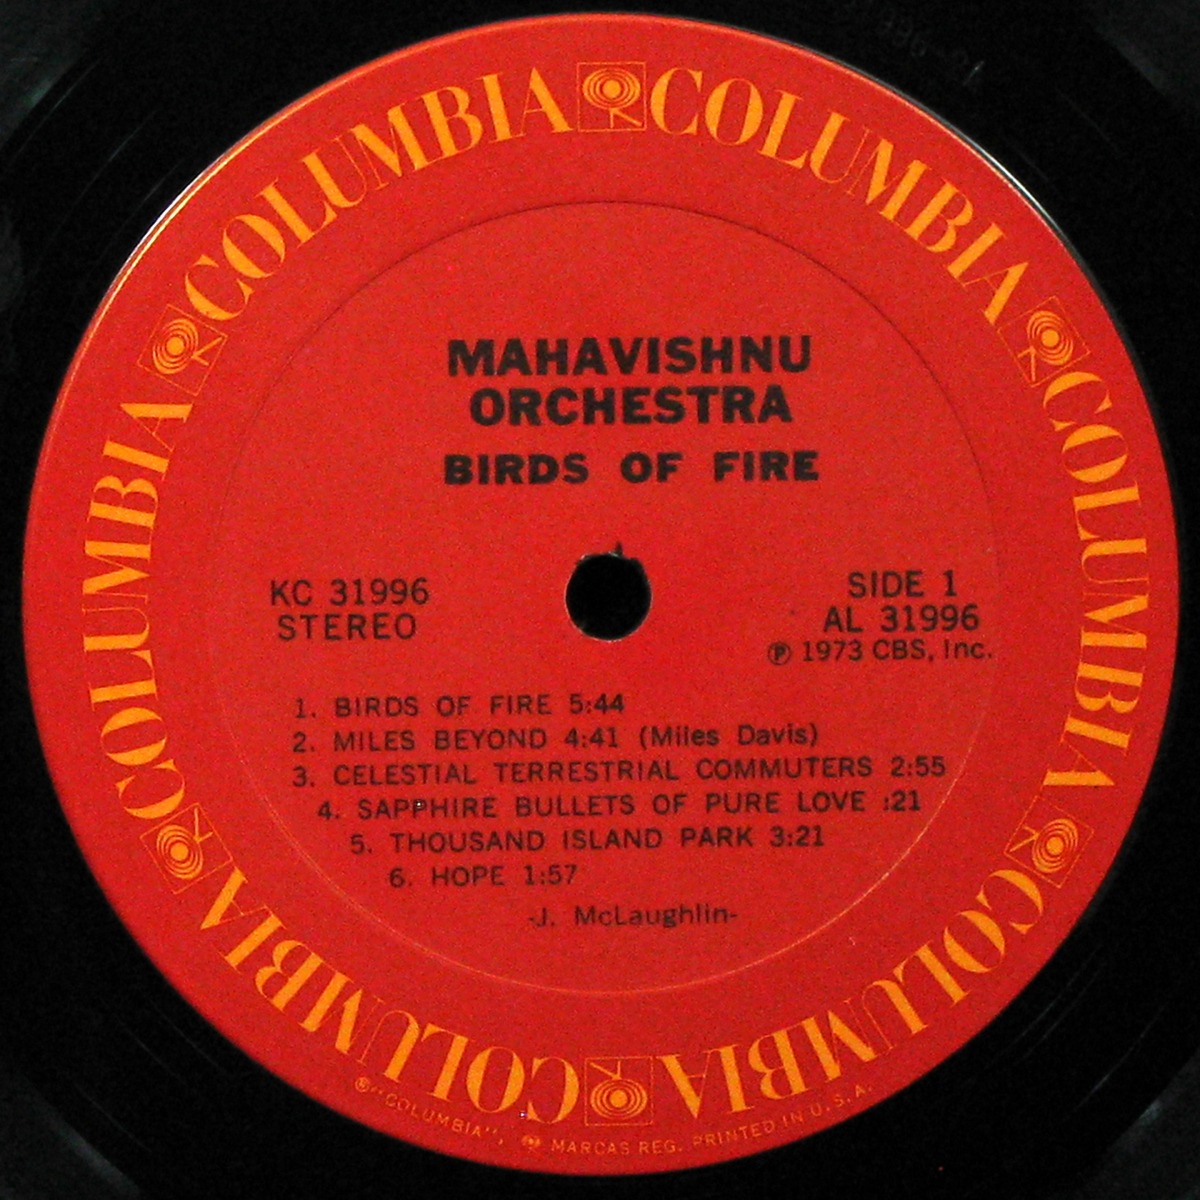 COLUMBIA COLUMBIA COLUMBIA COLUMBIA COLUMBIA COLUMBIA
MAHAVISHNU
ORCHESTRA
BIRDS OF FIRE
KC 31996
STEREO
SIDE 1
AL 31996
℗ 1973 CBS, Inc.
1. BIRDS OF FIRE 5:44
2. MILES BEYOND 4:41 (Miles Davis)
3. CELESTIAL TERRESTRIAL COMMUTERS 2:55
4. SAPPHIRE BULLETS OF PURE LOVE :21
5. THOUSAND ISLAND PARK 3:21
6. HOPE 1:57
-J. McLaughlin-
®"COLUMBIA", MARCAS REG. PRINTED IN U.S.A.